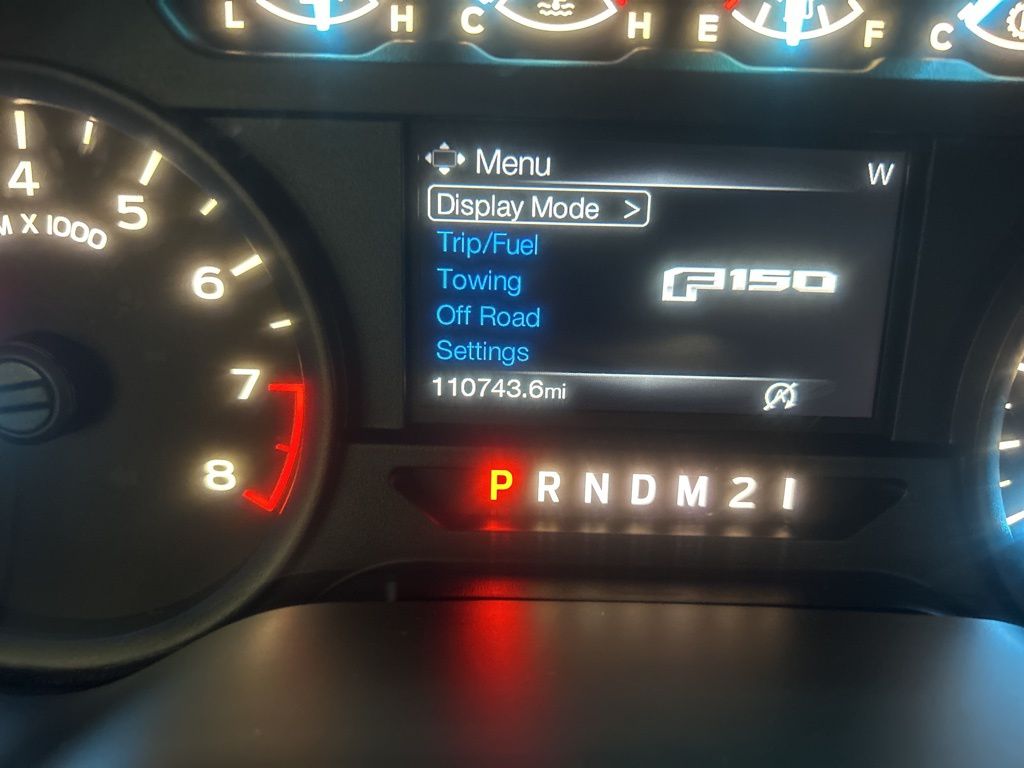 L H C H E F C
Menu W
Display Mode >
Trip/Fuel
Towing
F150
Off Road
Settings
110743.6mi
P R N D M 2 1
4
5
X 1000
6
7
8